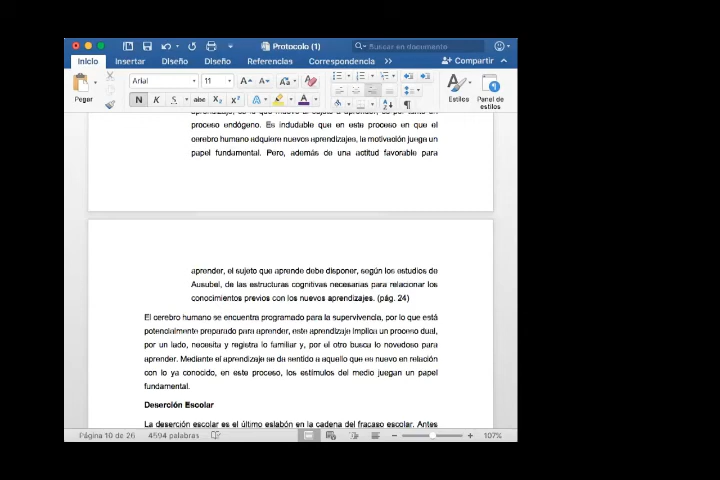 Protocolo (1)
Buscar en documento
Inicio Insertar Diseño Diseño Referencias Correspondencia Compartir
Arial 11
Pegar
N K S abc X2 X2 A A
Estilos Panel de estilos
aprendizaje, es lo que mueve al sujeto a aprender, es por tanto un
proceso endógeno. Es indudable que en este proceso en que el
cerebro humano adquiere nuevos aprendizajes, la motivación juega un
papel fundamental. Pero, además de una actitud favorable para
aprender, el sujeto que aprende debe disponer, según los estudios de
Ausubel, de las estructuras cognitivas necesarias para relacionar los
conocimientos previos con los nuevos aprendizajes. (pág. 24)
El cerebro humano se encuentra programado para la supervivencia, por lo que está
potencialmente preparado para aprender, este aprendizaje implica un proceso dual,
por un lado, necesita y registra lo familiar y, por el otro busca lo novedoso para
aprender. Mediante el aprendizaje se da sentido a aquello que es nuevo en relación
con lo ya conocido, en este proceso, los estímulos del medio juegan un papel
fundamental.
Deserción Escolar
La deserción escolar es el último eslabón en la cadena del fracaso escolar. Antes
Página 10 de 26 4594 palabras 107%